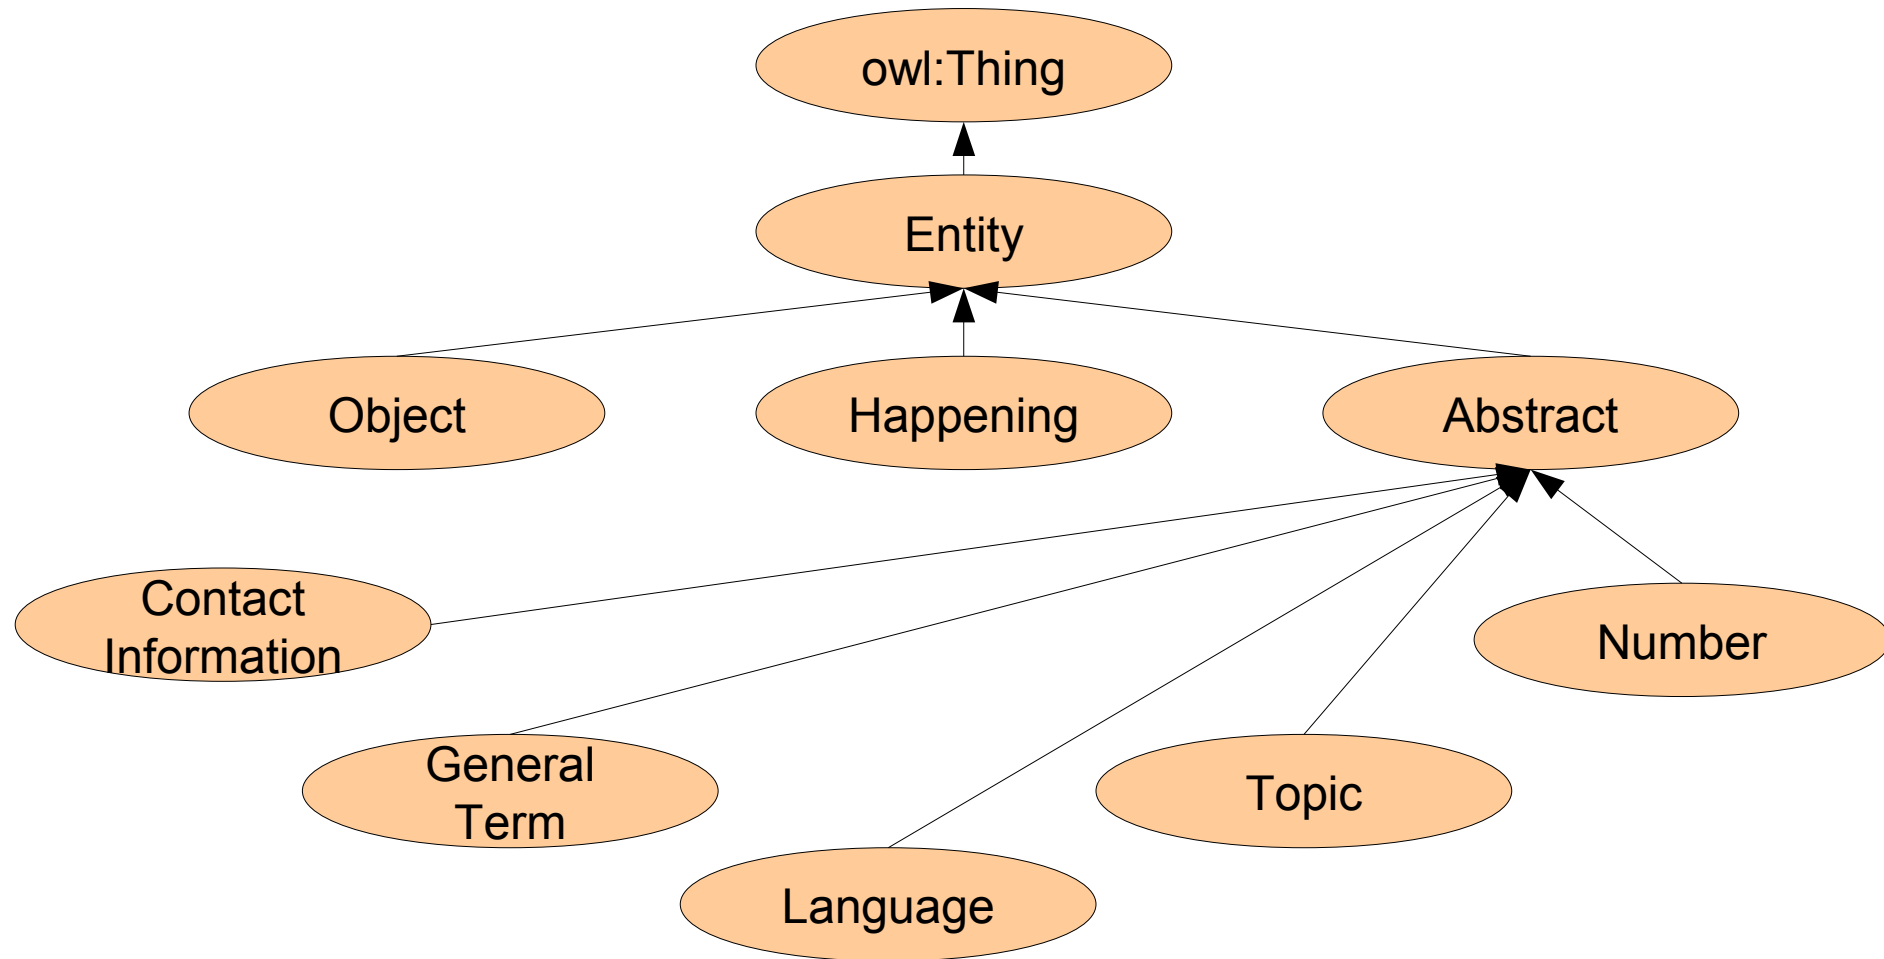 owl:Thing
Entity
Object
Happening
Abstract
Contact
Information
Number
General
Term
Topic
Language